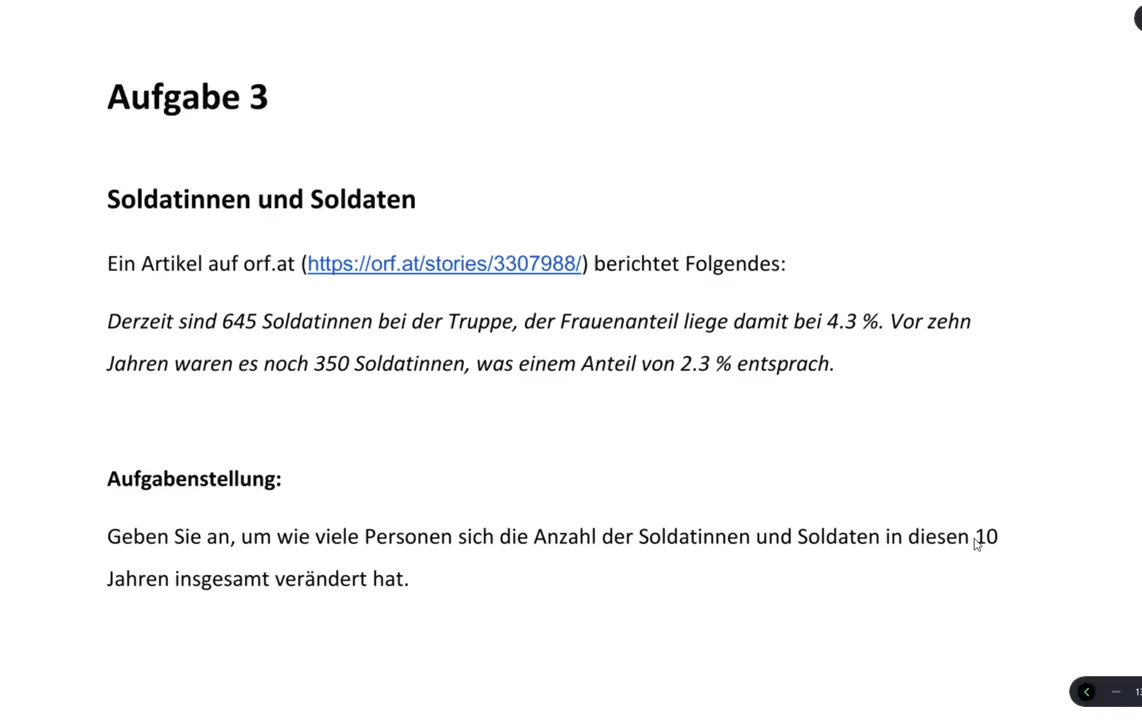 Aufgabe 3
Soldatinnen und Soldaten
Ein Artikel auf orf.at (https://orf.at/stories/3307988/) berichtet Folgendes:
Derzeit sind 645 Soldatinnen bei der Truppe, der Frauenanteil liege damit bei 4.3 %. Vor zehn
Jahren waren es noch 350 Soldatinnen, was einem Anteil von 2.3 % entsprach.
Aufgabenstellung:
Geben Sie an, um wie viele Personen sich die Anzahl der Soldatinnen und Soldaten in diesen 10
Jahren insgesamt verändert hat.